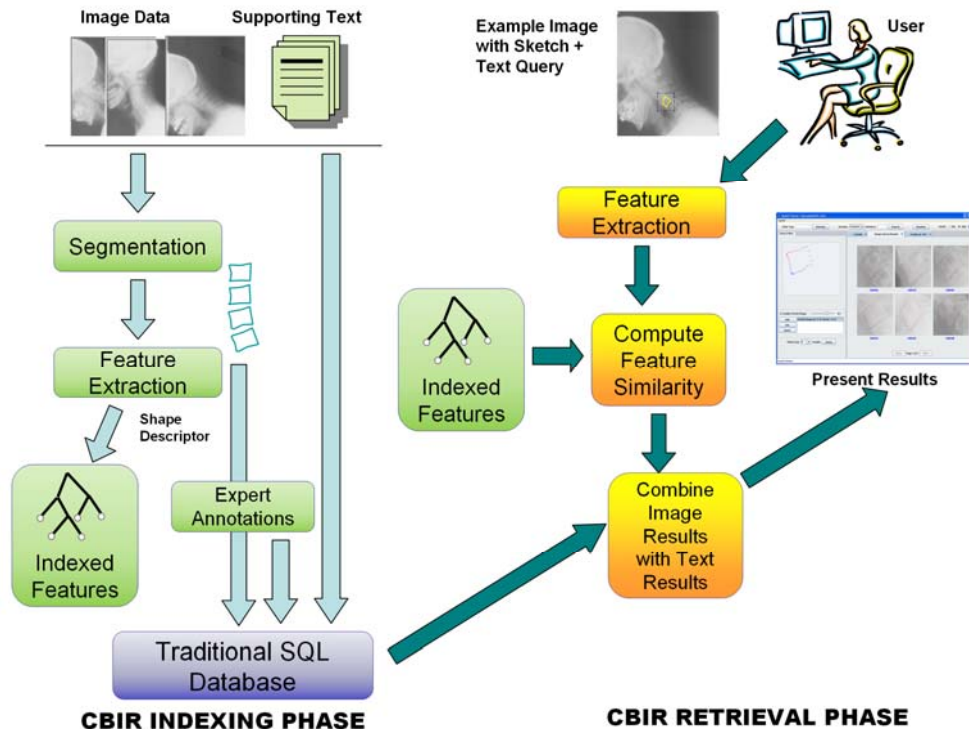 Image Data
Supporting Text
Segmentation
Feature
Extraction
Shape
Descriptor
Indexed
Features
Expert
Annotations
Traditional SQL
Database
CBIR INDEXING PHASE
Example Image
with Sketch +
Text Query
User
Feature
Extraction
Indexed
Features
Compute
Feature
Similarity
Combine
Image
Results
with Text
Results
Present Results
CBIR RETRIEVAL PHASE